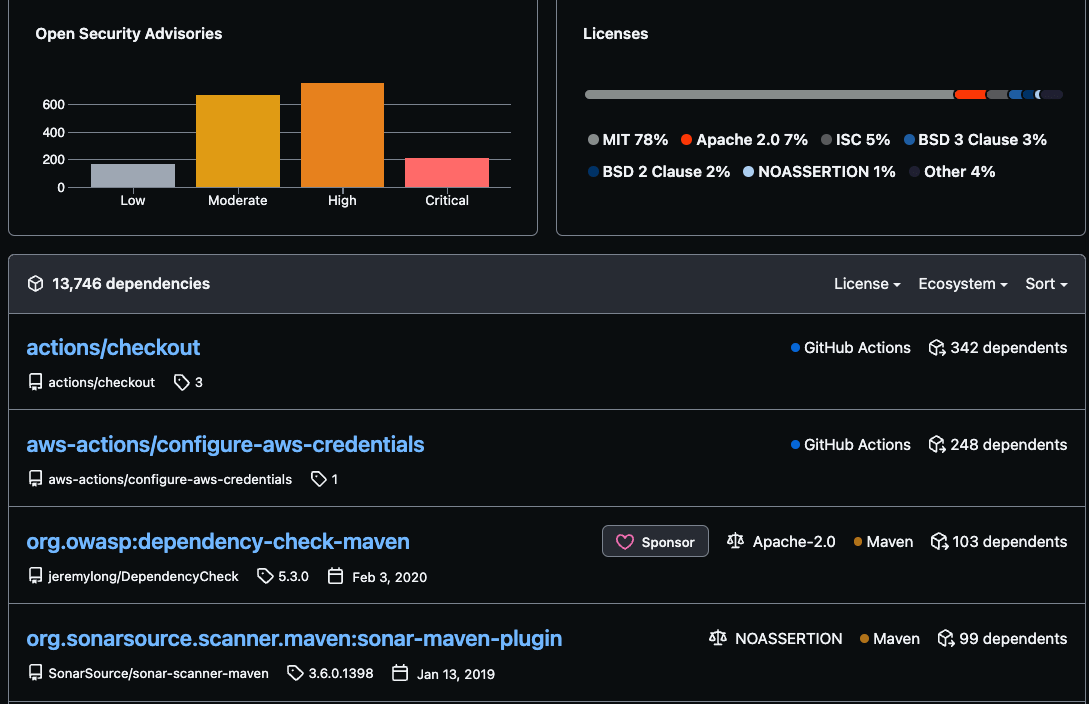 Open Security Advisories
600
400
200
0
Low Moderate High Critical
Licenses
MIT 78% Apache 2.0 7% ISC 5% BSD 3 Clause 3%
BSD 2 Clause 2% NOASSERTION 1% Other 4%
13,746 dependencies License Ecosystem Sort
actions/checkout GitHub Actions 342 dependents
actions/checkout 3
aws-actions/configure-aws-credentials GitHub Actions 248 dependents
aws-actions/configure-aws-credentials 1
org.owasp:dependency-check-maven Sponsor Apache-2.0 Maven 103 dependents
jeremylong/DependencyCheck 5.3.0 Feb 3, 2020
org.sonarsource.scanner.maven:sonar-maven-plugin NOASSERTION Maven 99 dependents
SonarSource/sonar-scanner-maven 3.6.0.1398 Jan 13, 2019